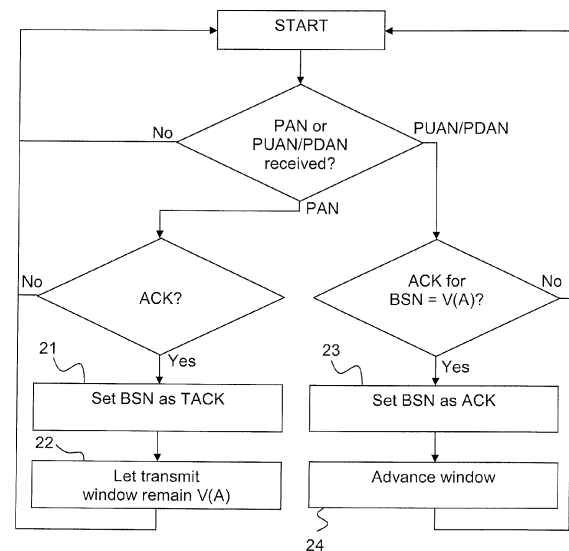 START
PAN or
PUAN/PDAN
received?
No
PUAN/PDAN
PAN
ACK?
No
Yes
ACK for
BSN = V(A)?
No
Yes
21
Set BSN as TACK
23
Set BSN as ACK
22
Let transmit
window remain V(A)
Advance window
24